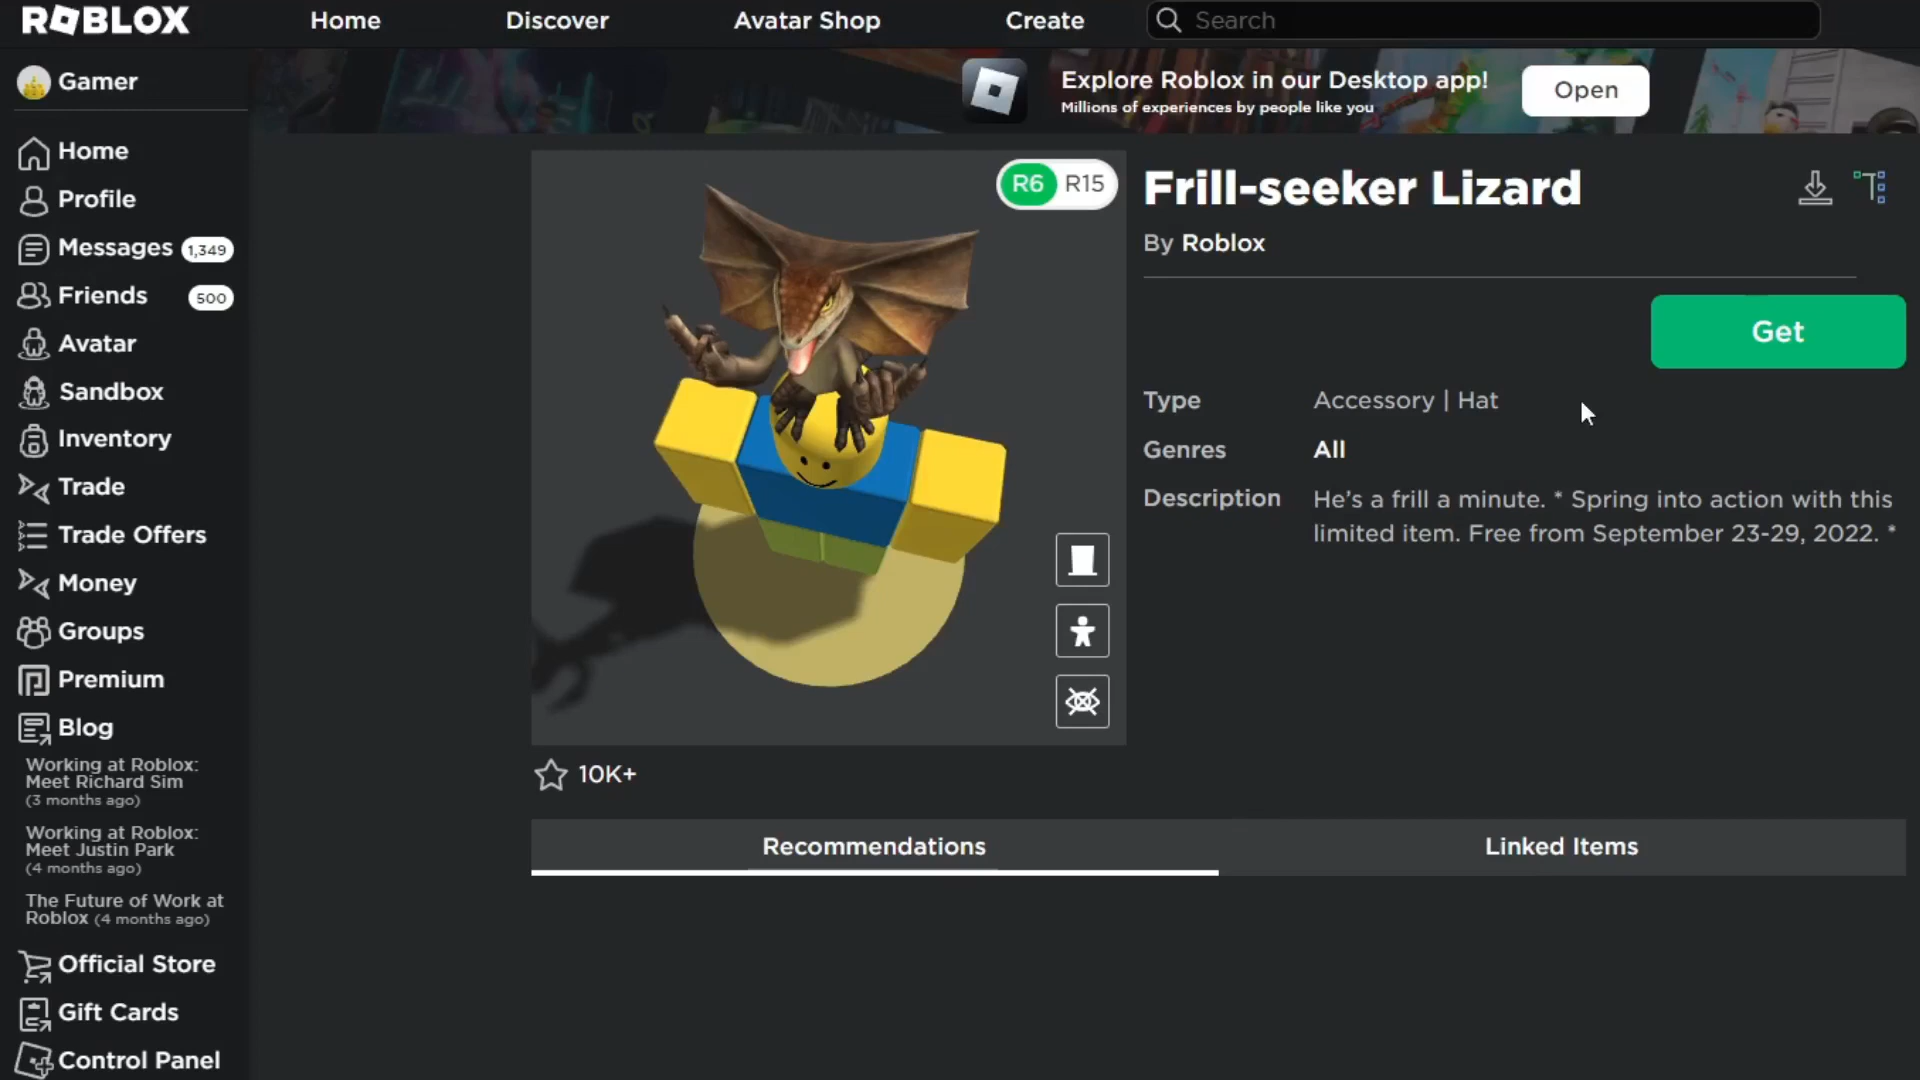 ROBLOX
Home
Discover
Avatar Shop
Create
Search
Explore Roblox in our Desktop app!
Millions of experiences by people like you
Open
Gamer
Home
Profile
Messages 1,349
Friends 500
Avatar
Sandbox
Inventory
Trade
Trade Offers
Money
Groups
Premium
Blog
Working at Roblox:
Meet Richard Sim
(3 months ago)
Working at Roblox:
Meet Justin Park
(4 months ago)
The Future of Work at
Roblox (4 months ago)
Official Store
Gift Cards
Control Panel
R6 R15
10K+
Frill-seeker Lizard
By Roblox
Get
Type Accessory | Hat
Genres All
Description He's a frill a minute. * Spring into action with this
limited item. Free from September 23-29, 2022. *
Recommendations
Linked Items